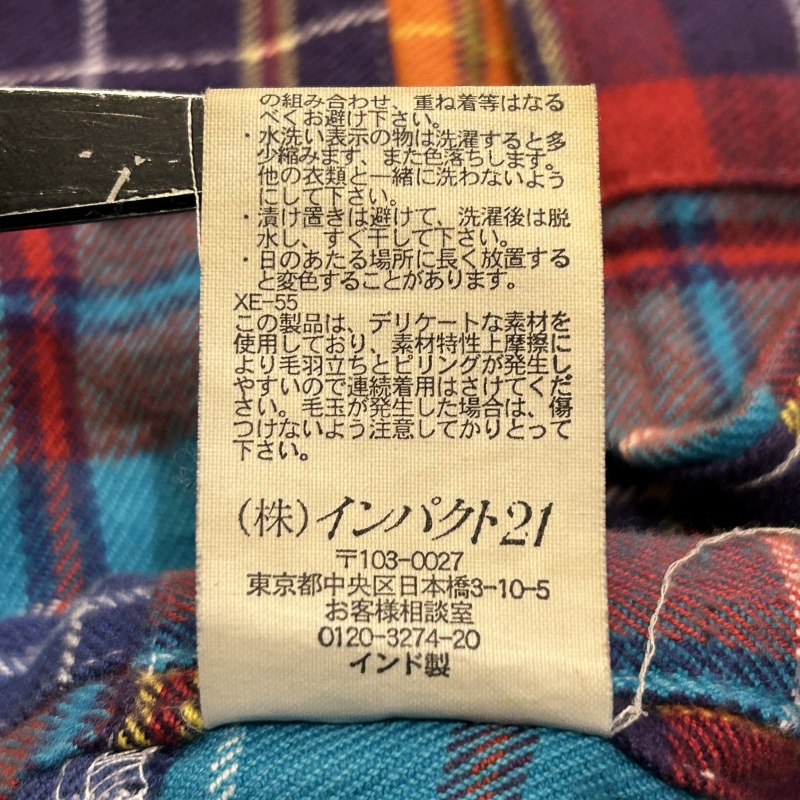 の組み合わせ、重ね着等はなる
べくお避け下さい。
・水洗い表示の物は洗濯すると多
少縮みます、また色落ちします。
他の衣類と一緒に洗わないよう
にして下さい。
・漬け置きは避けて、洗濯後は脱
水し、すぐ干して下さい。
・日のあたる場所に長く放置する
と変色することがあります。
XE-55
この製品は、デリケートな素材を
使用しており、素材特性上摩擦に
より毛羽立ちとピリングが発生し
やすいので連続着用はさけてくだ
さい。毛玉が発生した場合は、傷
つけないよう注意してかりとって
下さい。
(株)インパクト21
〒103-0027
東京都中央区日本橋3-10-5
お客様相談室
0120-3274-20
インド製